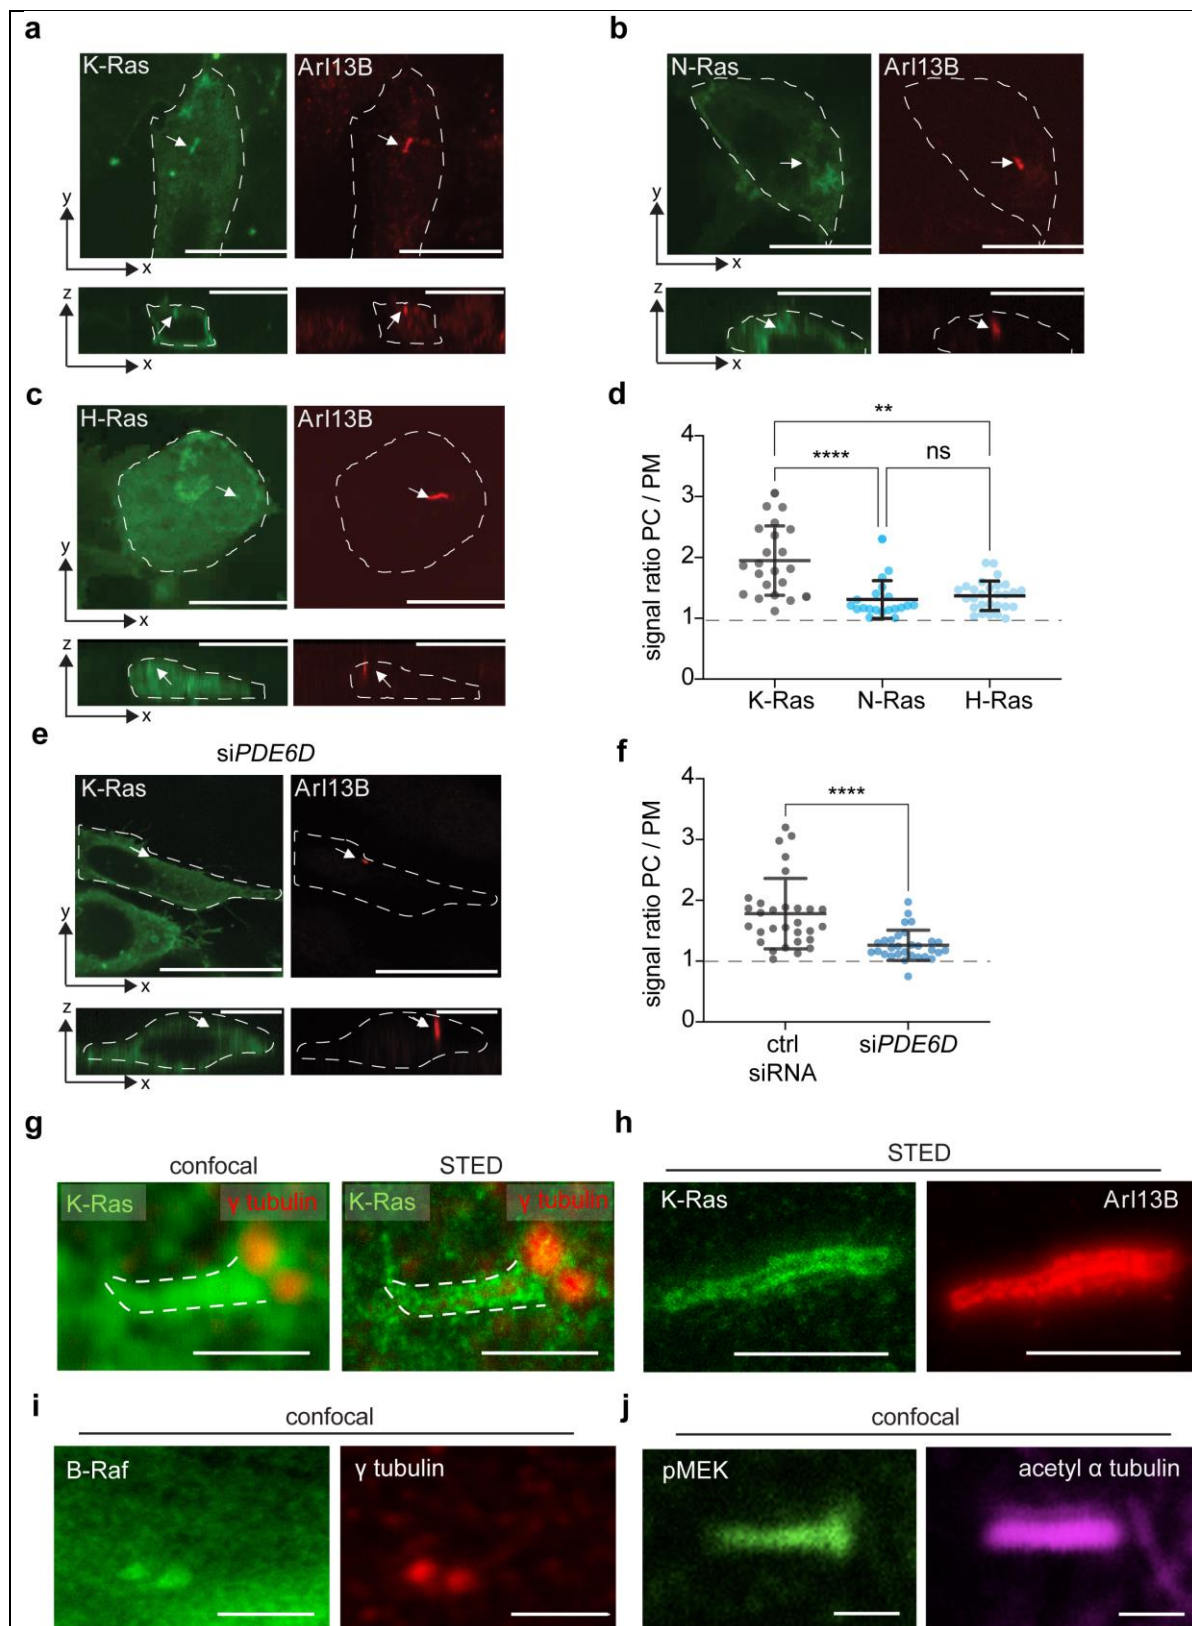 a
K-Ras
Arl13B
y
x
z
x
b
N-Ras
Arl13B
y
x
z
x
c
H-Ras
Arl13B
y
x
z
x
d
signal ratio PC / PM
4
3
2
1
0
**
****
ns
K-Ras
N-Ras
H-Ras
e
siPDE6D
K-Ras
Arl13B
y
x
z
x
f
signal ratio PC / PM
4
3
2
1
0
****
ctrl
siRNA
siPDE6D
g
confocal
STED
K-Ras
γ tubulin
K-Ras
γ tubulin
h
STED
K-Ras
Arl13B
i
confocal
B-Raf
γ tubulin
j
confocal
pMEK
acetyl α tubulin